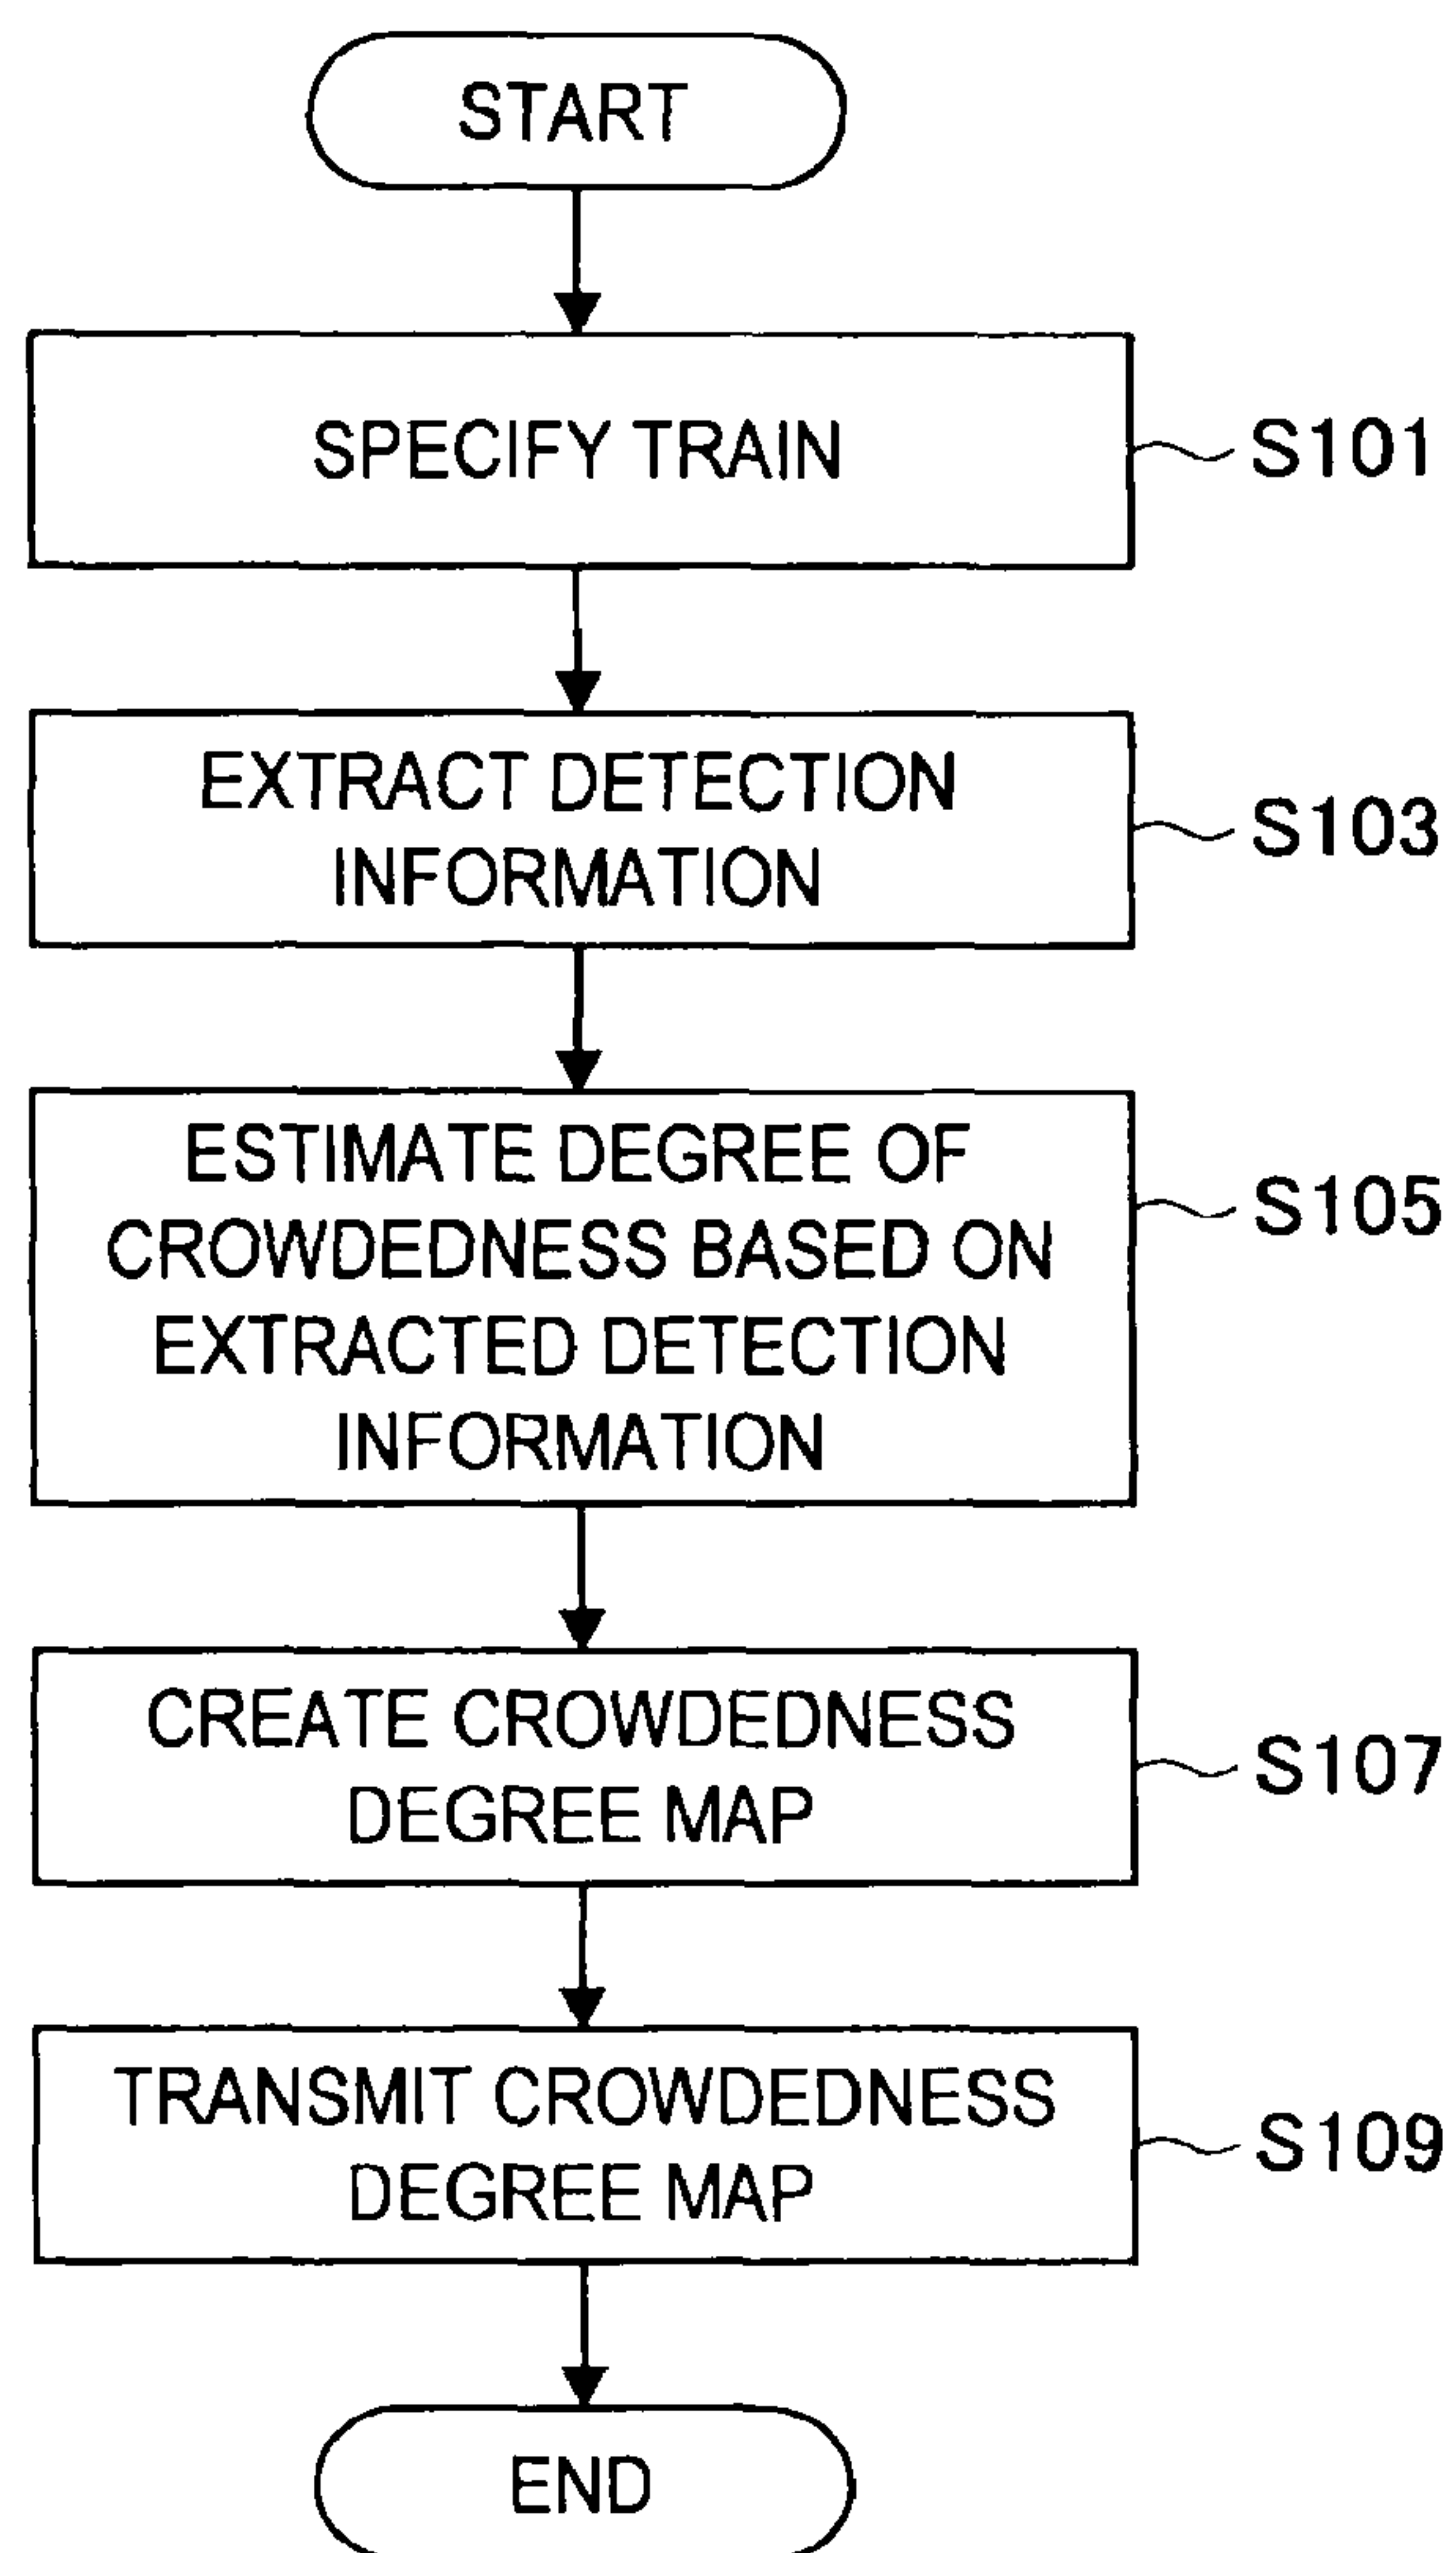 START
SPECIFY TRAIN
S101
EXTRACT DETECTION
INFORMATION
S103
ESTIMATE DEGREE OF
CROWDEDNESS BASED ON
EXTRACTED DETECTION
INFORMATION
S105
CREATE CROWDEDNESS
DEGREE MAP
S107
TRANSMIT CROWDEDNESS
DEGREE MAP
S109
END